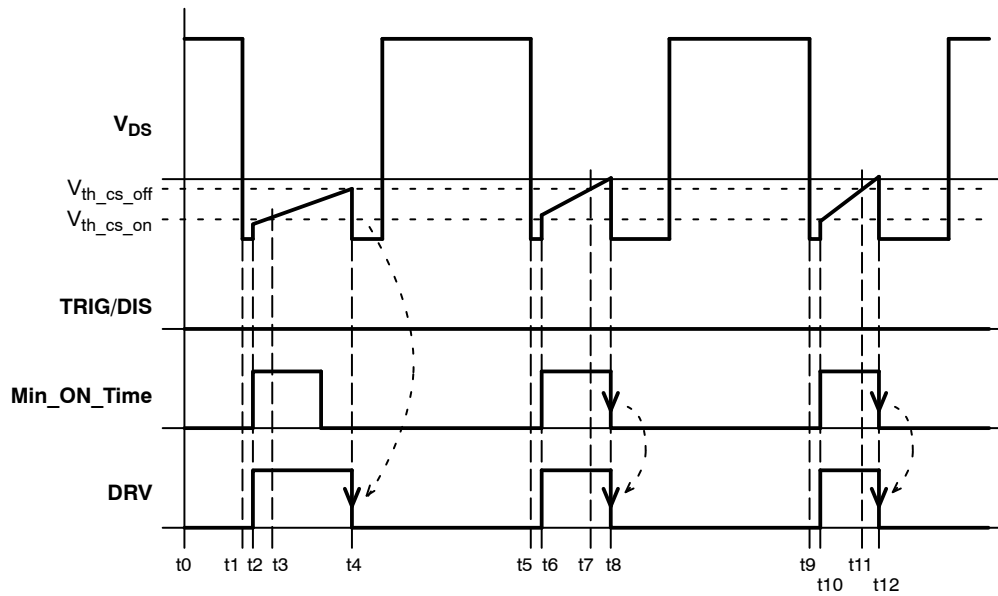 V_DS
V_th_cs_off
V_th_cs_on
TRIG/DIS
Min_ON_Time
DRV
t0 t1 t2 t3 t4 t5 t6 t7 t8 t9 t11
t10 t12